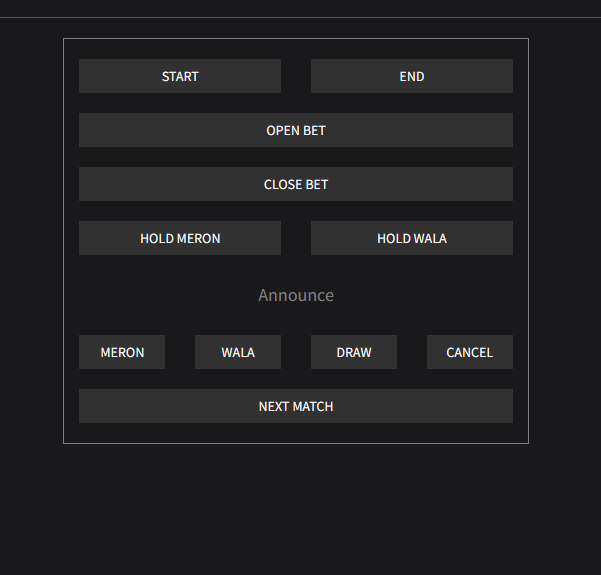 START END
OPEN BET
CLOSE BET
HOLD MERON HOLD WALA
Announce
MERON WALA DRAW CANCEL
NEXT MATCH